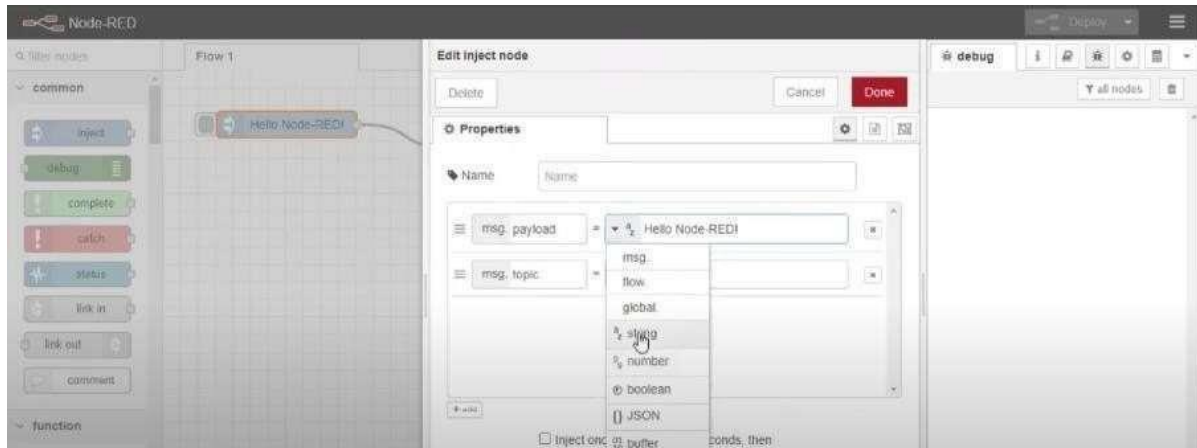 Node-RED
Deploy
filter nodes
Flow 1
Edit inject node
debug
i
all nodes
common
Delete
Cancel
Done
inject
Hello Node-RED!
Properties
debug
Name
Name
complete
msg. payload
=
Hello Node-RED!
catch
msg.
status
msg. topic
=
flow.
link in
global.
string
link out
number
comment
boolean
{} JSON
add
function
Inject once
buffer
conds, then